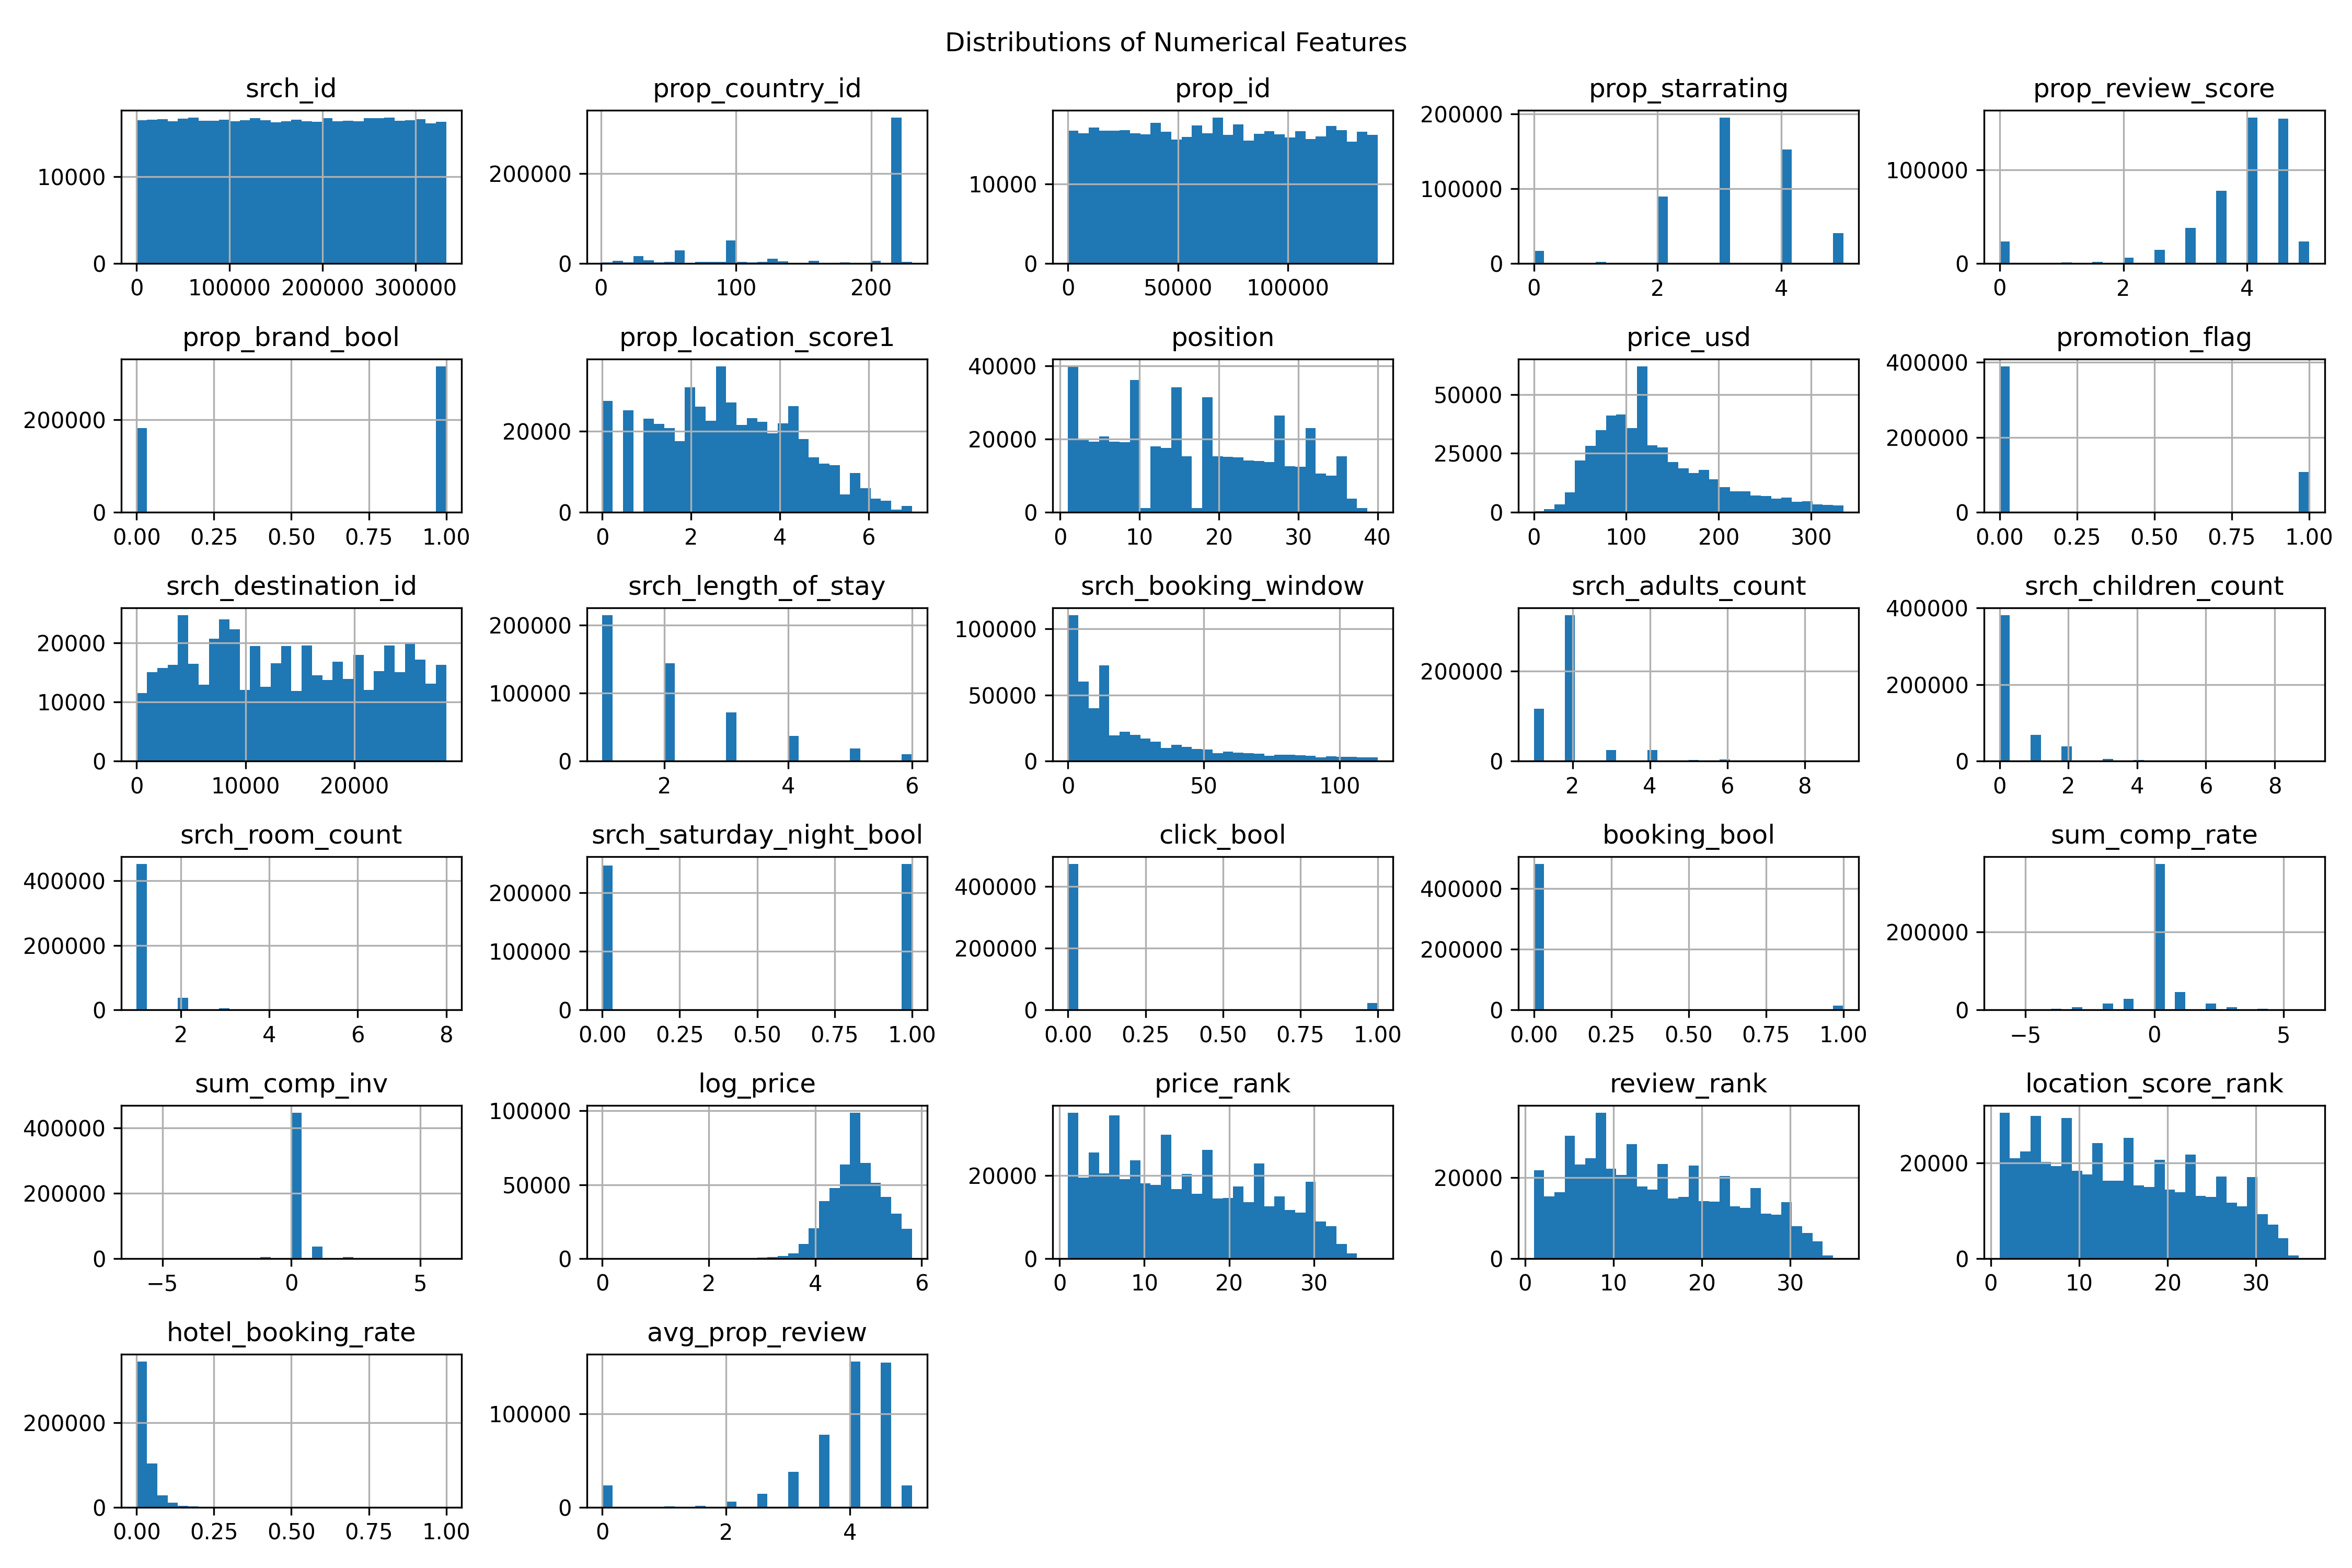 Distributions of Numerical Features
srch_id
prop_country_id
prop_id
prop_starrating
prop_review_score
10000
0
0 100000 200000 300000
200000
0
0 100 200
10000
0
0 50000 100000
200000
100000
0
0 2 4
100000
0
0 2 4
prop_brand_bool
prop_location_score1
position
price_usd
promotion_flag
200000
0
0.00 0.25 0.50 0.75 1.00
20000
0
0 2 4 6
40000
20000
0
0 10 20 30 40
50000
25000
0
0 100 200 300
400000
200000
0
0.00 0.25 0.50 0.75 1.00
srch_destination_id
srch_length_of_stay
srch_booking_window
srch_adults_count
srch_children_count
20000
10000
0
0 10000 20000
200000
100000
0
2 4 6
100000
50000
0
0 50 100
200000
0
2 4 6 8
400000
200000
0
0 2 4 6 8
srch_room_count
srch_saturday_night_bool
click_bool
booking_bool
sum_comp_rate
400000
200000
0
2 4 6 8
200000
100000
0
0.00 0.25 0.50 0.75 1.00
400000
200000
0
0.00 0.25 0.50 0.75 1.00
400000
200000
0
0.00 0.25 0.50 0.75 1.00
200000
0
−5 0 5
sum_comp_inv
log_price
price_rank
review_rank
location_score_rank
400000
200000
0
−5 0 5
100000
50000
0
0 2 4 6
20000
0
0 10 20 30
20000
0
0 10 20 30
20000
0
0 10 20 30
hotel_booking_rate
avg_prop_review
200000
0
0.00 0.25 0.50 0.75 1.00
100000
0
0 2 4